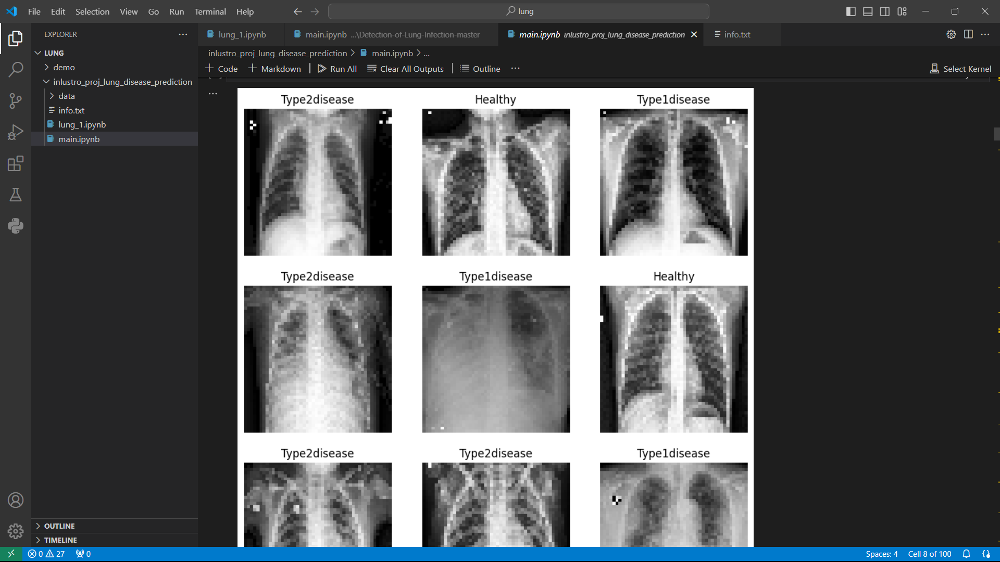 File Edit Selection View Go Run Terminal Help
lung
EXPLORER
lung_1.ipynb
main.ipynb ...\Detection-of-Lung-Infection-master
main.ipynb inlustro_proj_lung_disease_prediction
info.txt
LUNG
demo
inlustro_proj_lung_disease_prediction
data
info.txt
lung_1.ipynb
main.ipynb
inlustro_proj_lung_disease_prediction > main.ipynb > ...
+ Code + Markdown Run All Clear All Outputs Outline ... Select Kernel
Type2disease Healthy Type1disease
Type2disease Type1disease Healthy
Type2disease Type2disease Type1disease
OUTLINE
TIMELINE
0 27 0 Spaces: 4 Cell 8 of 100